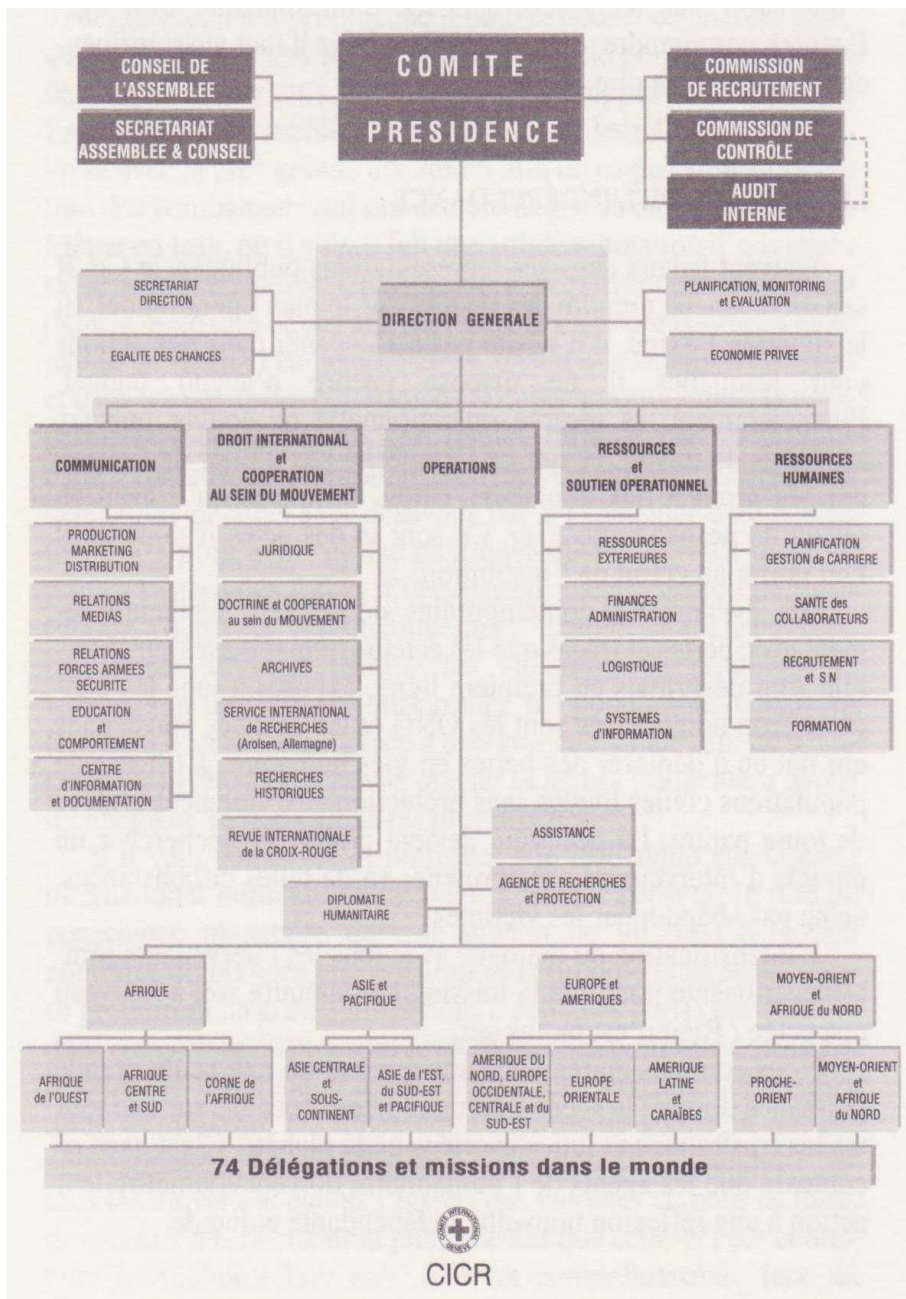 CONSEIL DE
L'ASSEMBLEE
SECRETARIAT
ASSEMBLEE & CONSEIL
COMITE
PRESIDENCE
COMMISSION
DE RECRUTEMENT
COMMISSION DE
CONTRÔLE
AUDIT
INTERNE
SECRETARIAT
DIRECTION
EGALITE DES CHANCES
DIRECTION GENERALE
PLANIFICATION, MONITORING
et EVALUATION
ECONOMIE PRIVEE
COMMUNICATION
DROIT INTERNATIONAL
et
COOPERATION
AU SEIN DU MOUVEMENT
OPERATIONS
RESSOURCES
et
SOUTIEN OPERATIONNEL
RESSOURCES
HUMAINES
PRODUCTION
MARKETING
DISTRIBUTION
RELATIONS
MEDIAS
RELATIONS
FORCES ARMEES
SECURITE
EDUCATION
et
COMPORTEMENT
CENTRE
D'INFORMATION
et DOCUMENTATION
JURIDIQUE
DOCTRINE et COOPERATION
au sein du MOUVEMENT
ARCHIVES
SERVICE INTERNATIONAL
de RECHERCHES
(Arolsen, Allemagne)
RECHERCHES
HISTORIQUES
REVUE INTERNATIONALE
de la CROIX-ROUGE
RESSOURCES
EXTERIEURES
FINANCES
ADMINISTRATION
LOGISTIQUE
SYSTEMES
D'INFORMATION
PLANIFICATION
GESTION de CARRIERE
SANTE des
COLLABORATEURS
RECRUTEMENT
et S N
FORMATION
ASSISTANCE
AGENCE DE RECHERCHES
et PROTECTION
DIPLOMATIE
HUMANITAIRE
AFRIQUE
ASIE et
PACIFIQUE
EUROPE et
AMERIQUES
MOYEN-ORIENT
et
AFRIQUE du NORD
AFRIQUE
de l'OUEST
AFRIQUE
CENTRE
et SUD
CORNE de
l'AFRIQUE
ASIE CENTRALE
et
SOUS-
CONTINENT
ASIE de l'EST,
du SUD-EST
et PACIFIQUE
AMERIQUE DU
NORD, EUROPE
OCCIDENTALE,
CENTRALE et du
SUD-EST
EUROPE
ORIENTALE
AMERIQUE
LATINE
et
CARAÏBES
PROCHE-
ORIENT
MOYEN-ORIENT
et
AFRIQUE
du NORD
74 Délégations et missions dans le monde
COMITE INTERNATIONAL
GENEVE
CICR